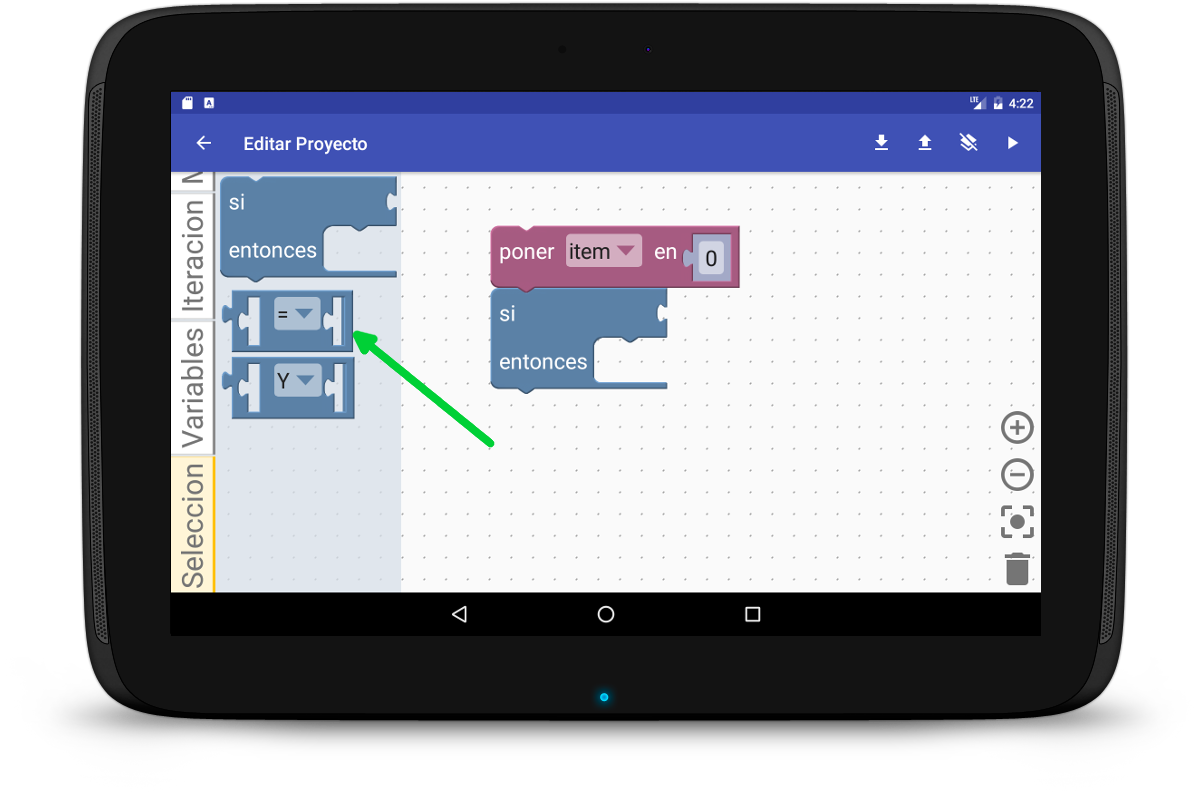 A
LTE
4:22
Editar Proyecto
Iteracion
Variables
Seleccion
si
entonces
=
Y
poner item en 0
si
entonces